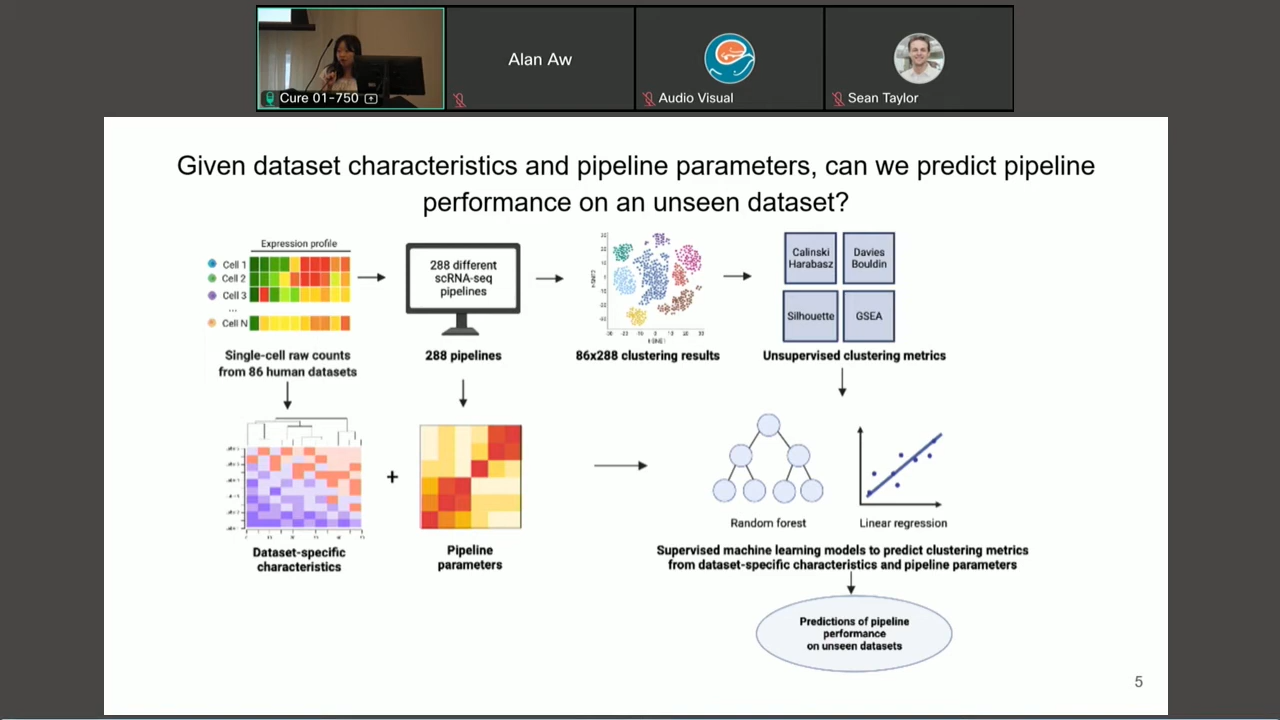 Alan Aw
Cure 01-750
Audio Visual
Sean Taylor
Given dataset characteristics and pipeline parameters, can we predict pipeline
performance on an unseen dataset?
Expression profile
Cell 1
Cell 2
Cell 3
...
Cell N
Single-cell raw counts
from 86 human datasets
288 different
scRNA-seq
pipelines
288 pipelines
86x288 clustering results
Calinski
Harabasz
Davies
Bouldin
Silhouette
GSEA
Unsupervised clustering metrics
+
Dataset-specific
characteristics
Pipeline
parameters
Random forest
Linear regression
Supervised machine learning models to predict clustering metrics
from dataset-specific characteristics and pipeline parameters
Predictions of pipeline
performance
on unseen datasets
5